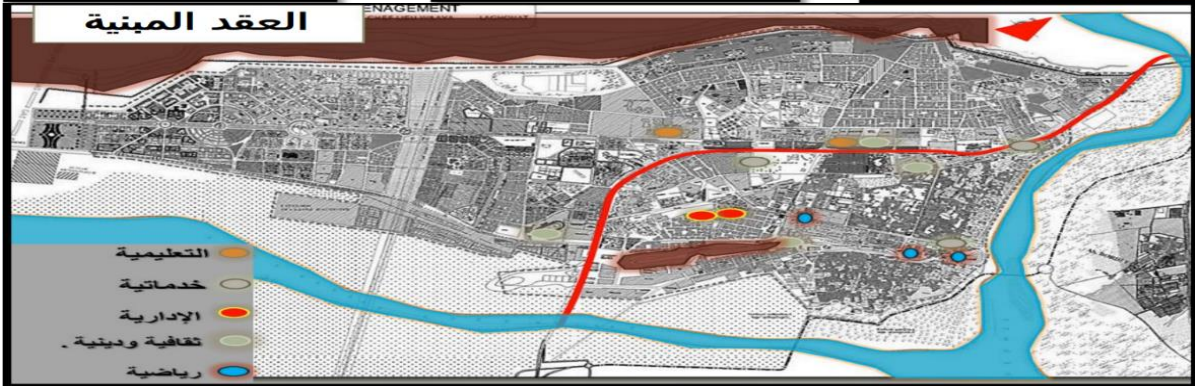 ENAGEMENT
العقد المبنية
التعليمية
خدماتية
الإدارية
ثقافية ودينية .
رياضية